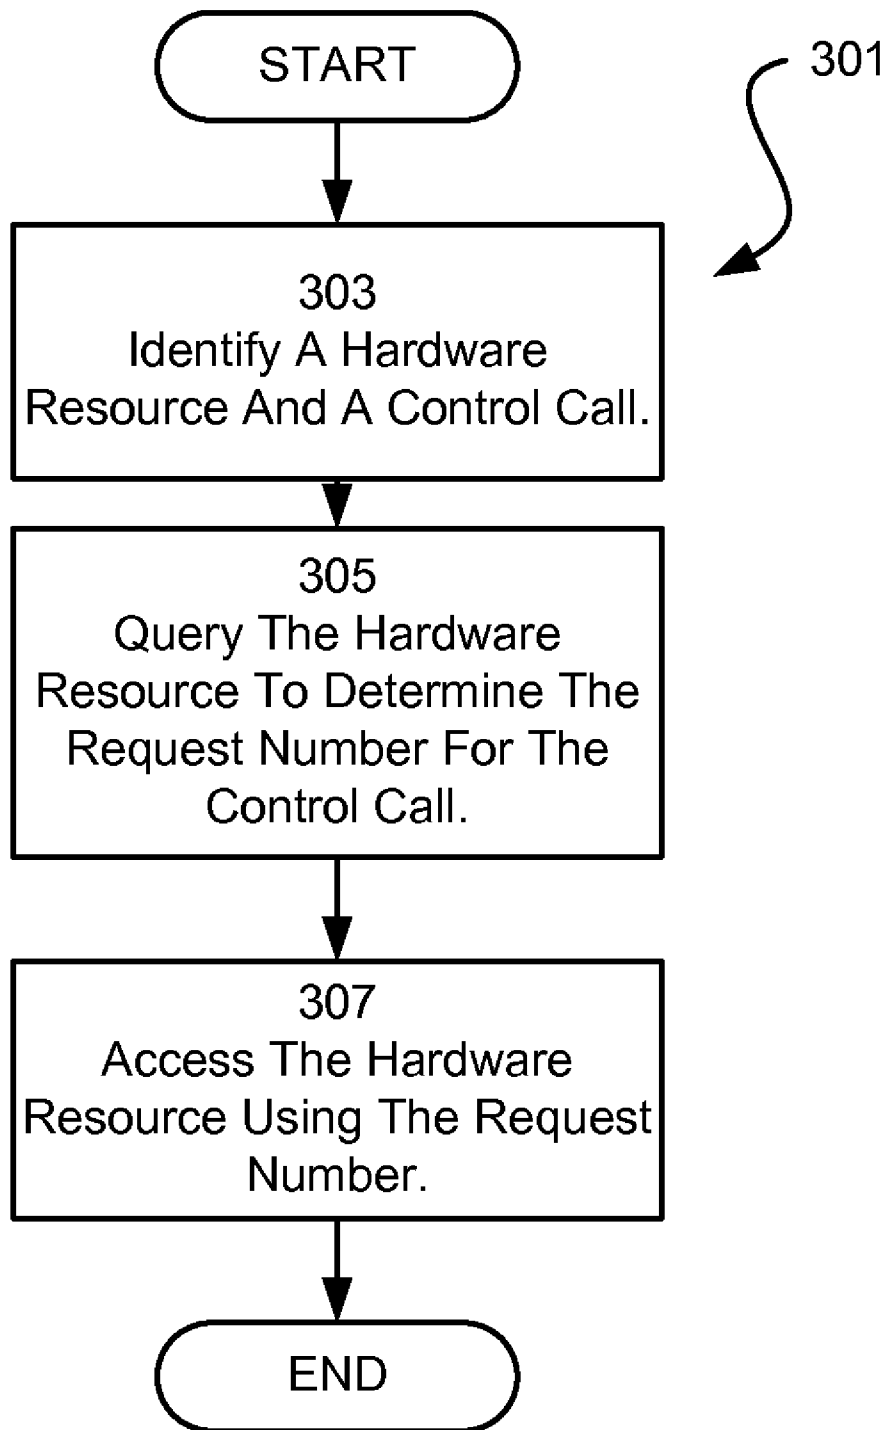 START
301
303
Identify A Hardware
Resource And A Control Call.
305
Query The Hardware
Resource To Determine The
Request Number For The
Control Call.
307
Access The Hardware
Resource Using The Request
Number.
END